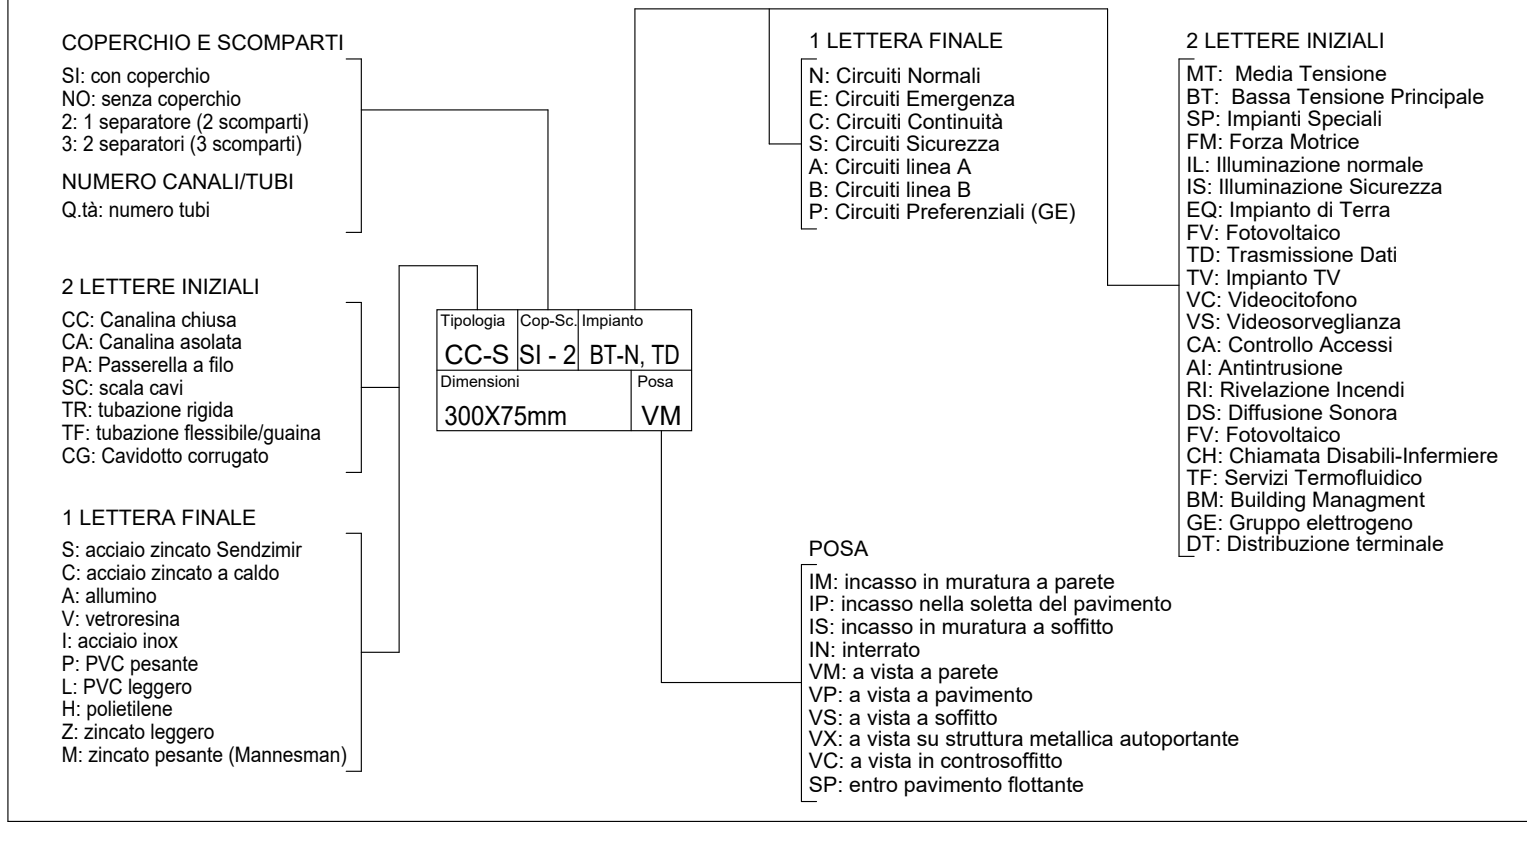 COPERCHIO E SCOMPARTI
SI: con coperchio
NO: senza coperchio
2: 1 separatore (2 scomparti)
3: 2 separatori (3 scomparti)
NUMERO CANALI/TUBI
Q.tà: numero tubi
2 LETTERE INIZIALI
CC: Canalina chiusa
CA: Canalina asolata
PA: Passerella a filo
SC: scala cavi
TR: tubazione rigida
TF: tubazione flessibile/guaina
CG: Cavidotto corrugato
1 LETTERA FINALE
S: acciaio zincato Sendzimir
C: acciaio zincato a caldo
A: allumino
V: vetroresina
I: acciaio inox
P: PVC pesante
L: PVC leggero
H: polietilene
Z: zincato leggero
M: zincato pesante (Mannesman)
Tipologia Cop-Sc. Impianto
CC-S SI - 2 BT-N, TD
Dimensioni Posa
300X75mm VM
1 LETTERA FINALE
N: Circuiti Normali
E: Circuiti Emergenza
C: Circuiti Continuità
S: Circuiti Sicurezza
A: Circuiti linea A
B: Circuiti linea B
P: Circuiti Preferenziali (GE)
POSA
IM: incasso in muratura a parete
IP: incasso nella soletta del pavimento
IS: incasso in muratura a soffitto
IN: interrato
VM: a vista a parete
VP: a vista a pavimento
VS: a vista a soffitto
VX: a vista su struttura metallica autoportante
VC: a vista in controsoffitto
SP: entro pavimento flottante
2 LETTERE INIZIALI
MT: Media Tensione
BT: Bassa Tensione Principale
SP: Impianti Speciali
FM: Forza Motrice
IL: Illuminazione normale
IS: Illuminazione Sicurezza
EQ: Impianto di Terra
FV: Fotovoltaico
TD: Trasmissione Dati
TV: Impianto TV
VC: Videocitofono
VS: Videosorveglianza
CA: Controllo Accessi
AI: Antintrusione
RI: Rivelazione Incendi
DS: Diffusione Sonora
FV: Fotovoltaico
CH: Chiamata Disabili-Infermiere
TF: Servizi Termofluidico
BM: Building Managment
GE: Gruppo elettrogeno
DT: Distribuzione terminale